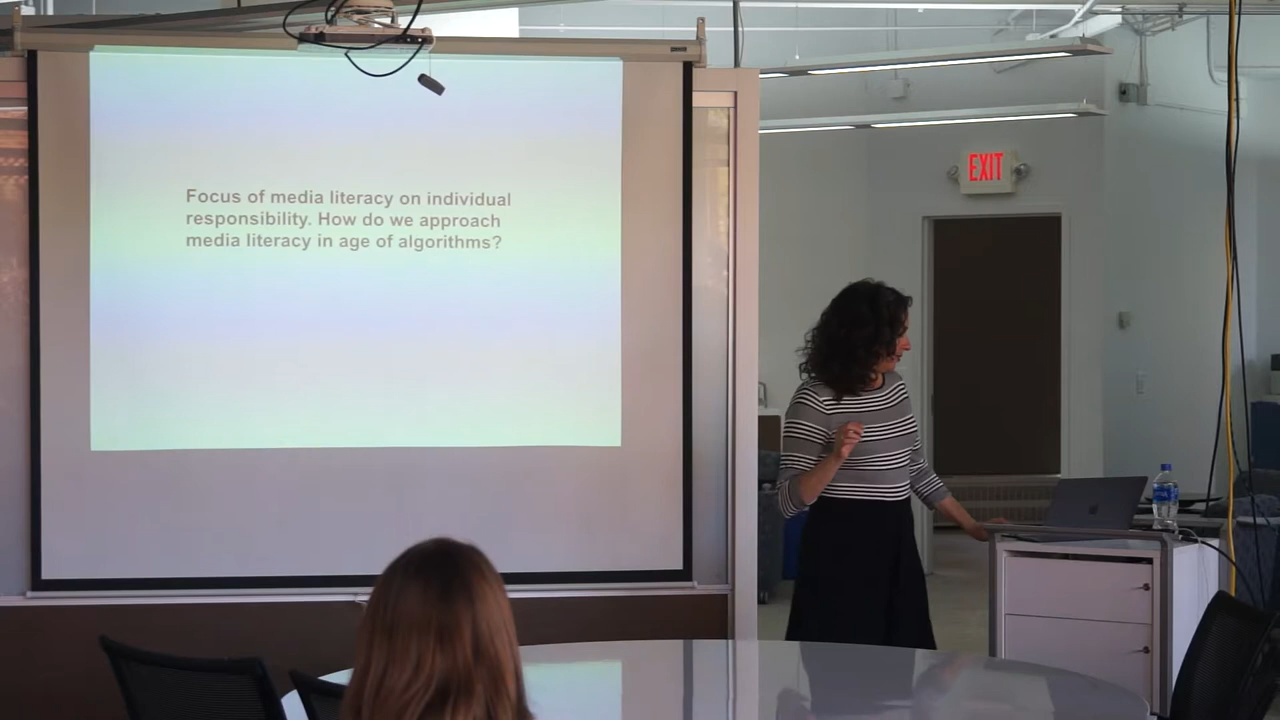 Focus of media literacy on individual
responsibility. How do we approach
media literacy in age of algorithms?
EXIT